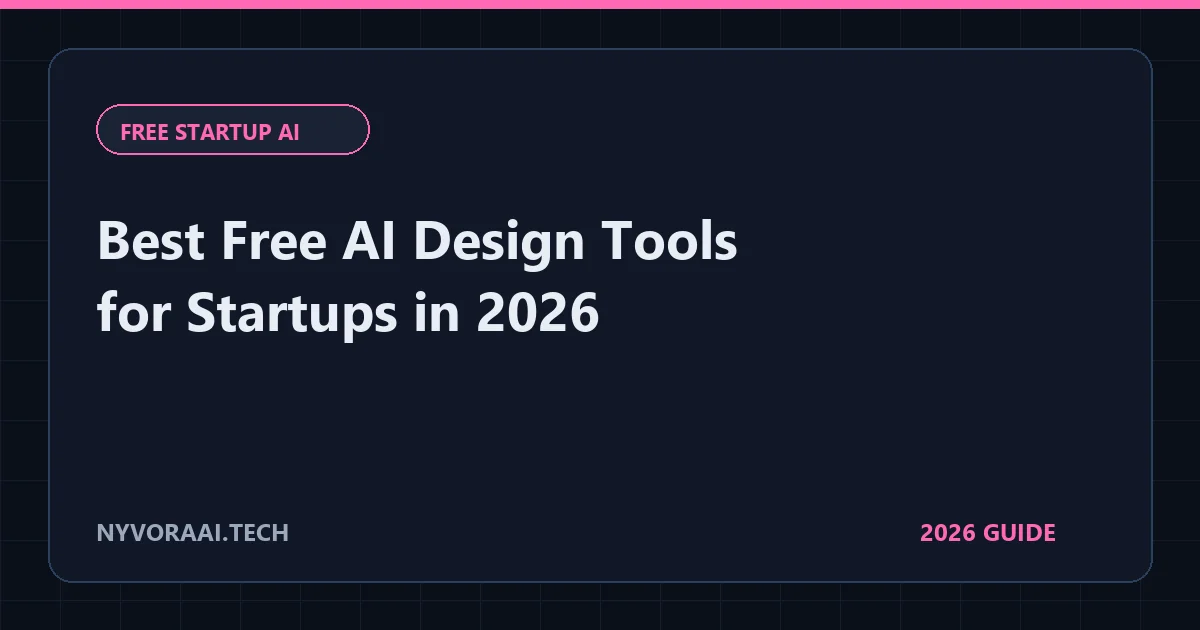 FREE STARTUP AI
Best Free AI Design Tools
for Startups in 2026
NYVORAAI.TECH
2026 GUIDE